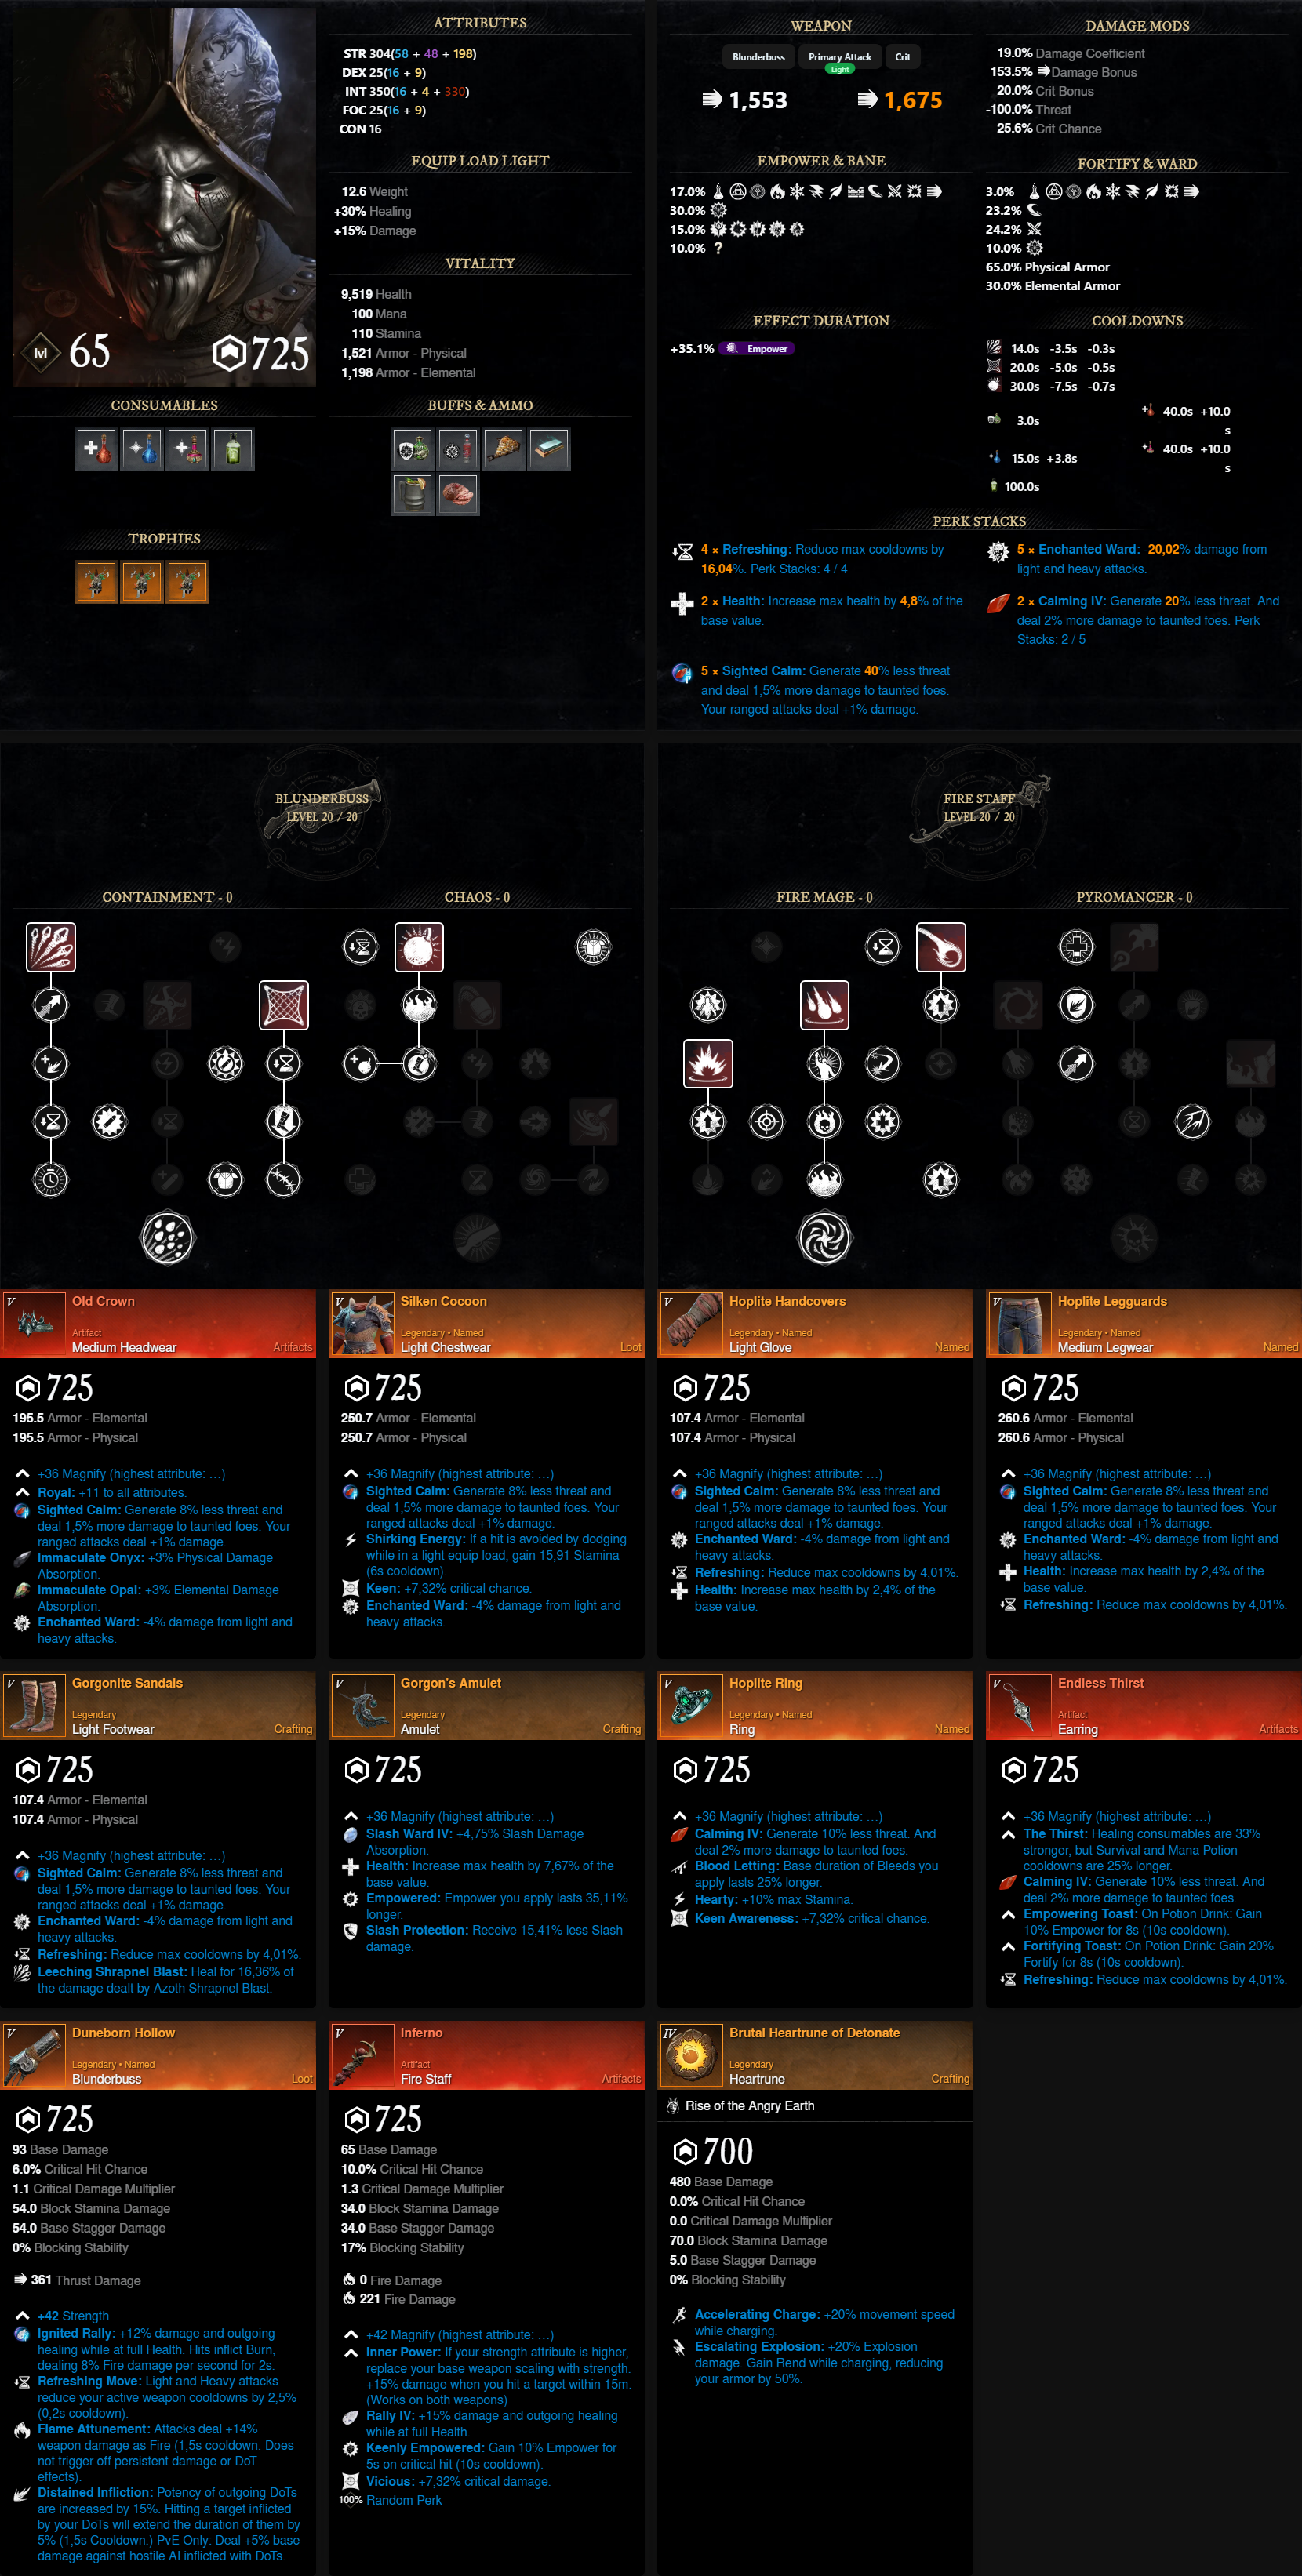 ATTRIBUTES
STR 304(58 + 48 + 198)
DEX 25(16 + 9)
INT 350(16 + 4 + 330)
FOC 25(16 + 9)
CON 16
EQUIP LOAD LIGHT
12.6 Weight
+30% Healing
+15% Damage
VITALITY
9,519 Health
100 Mana
110 Stamina
1,521 Armor - Physical
1,198 Armor - Elemental
lvl 65
725
CONSUMABLES
BUFFS & AMMO
TROPHIES
WEAPON
Blunderbuss
Primary Attack
Light
Crit
1,553
1,675
DAMAGE MODS
19.0% Damage Coefficient
153.5% Damage Bonus
20.0% Crit Bonus
-100.0% Threat
25.6% Crit Chance
EMPOWER & BANE
17.0%
30.0%
15.0%
10.0% ?
FORTIFY & WARD
3.0%
23.2%
24.2%
10.0%
65.0% Physical Armor
30.0% Elemental Armor
EFFECT DURATION
+35.1% Empower
COOLDOWNS
14.0s -3.5s -0.3s
20.0s -5.0s -0.5s
30.0s -7.5s -0.7s
3.0s
40.0s +10.0
s
15.0s +3.8s
40.0s +10.0
s
100.0s
PERK STACKS
4 × Refreshing: Reduce max cooldowns by
16,04%. Perk Stacks: 4 / 4
5 × Enchanted Ward: -20,02% damage from
light and heavy attacks.
2 × Health: Increase max health by 4,8% of the
base value.
2 × Calming IV: Generate 20% less threat. And
deal 2% more damage to taunted foes. Perk
Stacks: 2 / 5
5 × Sighted Calm: Generate 40% less threat
and deal 1,5% more damage to taunted foes.
Your ranged attacks deal +1% damage.
BLUNDERBUSS
LEVEL 20 / 20
CONTAINMENT - 0
CHAOS - 0
FIRE STAFF
LEVEL 20 / 20
FIRE MAGE - 0
PYROMANCER - 0
V
Old Crown
Artifact
Medium Headwear
Artifacts
725
195.5 Armor - Elemental
195.5 Armor - Physical
+36 Magnify (highest attribute: …)
Royal: +11 to all attributes.
Sighted Calm: Generate 8% less threat and
deal 1,5% more damage to taunted foes. Your
ranged attacks deal +1% damage.
Immaculate Onyx: +3% Physical Damage
Absorption.
Immaculate Opal: +3% Elemental Damage
Absorption.
Enchanted Ward: -4% damage from light and
heavy attacks.
V
Silken Cocoon
Legendary • Named
Light Chestwear
Loot
725
250.7 Armor - Elemental
250.7 Armor - Physical
+36 Magnify (highest attribute: …)
Sighted Calm: Generate 8% less threat and
deal 1,5% more damage to taunted foes. Your
ranged attacks deal +1% damage.
Shirking Energy: If a hit is avoided by dodging
while in a light equip load, gain 15,91 Stamina
(6s cooldown).
Keen: +7,32% critical chance.
Enchanted Ward: -4% damage from light and
heavy attacks.
V
Hoplite Handcovers
Legendary • Named
Light Glove
Named
725
107.4 Armor - Elemental
107.4 Armor - Physical
+36 Magnify (highest attribute: …)
Sighted Calm: Generate 8% less threat and
deal 1,5% more damage to taunted foes. Your
ranged attacks deal +1% damage.
Enchanted Ward: -4% damage from light and
heavy attacks.
Refreshing: Reduce max cooldowns by 4,01%.
Health: Increase max health by 2,4% of the
base value.
V
Hoplite Legguards
Legendary • Named
Medium Legwear
Named
725
260.6 Armor - Elemental
260.6 Armor - Physical
+36 Magnify (highest attribute: …)
Sighted Calm: Generate 8% less threat and
deal 1,5% more damage to taunted foes. Your
ranged attacks deal +1% damage.
Enchanted Ward: -4% damage from light and
heavy attacks.
Health: Increase max health by 2,4% of the
base value.
Refreshing: Reduce max cooldowns by 4,01%.
V
Gorgonite Sandals
Legendary
Light Footwear
Crafting
725
107.4 Armor - Elemental
107.4 Armor - Physical
+36 Magnify (highest attribute: …)
Sighted Calm: Generate 8% less threat and
deal 1,5% more damage to taunted foes. Your
ranged attacks deal +1% damage.
Enchanted Ward: -4% damage from light and
heavy attacks.
Refreshing: Reduce max cooldowns by 4,01%.
Leeching Shrapnel Blast: Heal for 16,36% of
the damage dealt by Azoth Shrapnel Blast.
V
Gorgon's Amulet
Legendary
Amulet
Crafting
725
+36 Magnify (highest attribute: …)
Slash Ward IV: +4,75% Slash Damage
Absorption.
Health: Increase max health by 7,67% of the
base value.
Empowered: Empower you apply lasts 35,11%
longer.
Slash Protection: Receive 15,41% less Slash
damage.
V
Hoplite Ring
Legendary • Named
Ring
Named
725
+36 Magnify (highest attribute: …)
Calming IV: Generate 10% less threat. And
deal 2% more damage to taunted foes.
Blood Letting: Base duration of Bleeds you
apply lasts 25% longer.
Hearty: +10% max Stamina.
Keen Awareness: +7,32% critical chance.
V
Endless Thirst
Artifact
Earring
Artifacts
725
+36 Magnify (highest attribute: …)
The Thirst: Healing consumables are 33%
stronger, but Survival and Mana Potion
cooldowns are 25% longer.
Calming IV: Generate 10% less threat. And
deal 2% more damage to taunted foes.
Empowering Toast: On Potion Drink: Gain
10% Empower for 8s (10s cooldown).
Fortifying Toast: On Potion Drink: Gain 20%
Fortify for 8s (10s cooldown).
Refreshing: Reduce max cooldowns by 4,01%.
V
Duneborn Hollow
Legendary • Named
Blunderbuss
Loot
725
93 Base Damage
6.0% Critical Hit Chance
1.1 Critical Damage Multiplier
54.0 Block Stamina Damage
54.0 Base Stagger Damage
0% Blocking Stability
361 Thrust Damage
+42 Strength
Ignited Rally: +12% damage and outgoing
healing while at full Health. Hits inflict Burn,
dealing 8% Fire damage per second for 2s.
Refreshing Move: Light and Heavy attacks
reduce your active weapon cooldowns by 2,5%
(0,2s cooldown).
Flame Attunement: Attacks deal +14%
weapon damage as Fire (1,5s cooldown. Does
not trigger off persistent damage or DoT
effects).
Distained Infliction: Potency of outgoing DoTs
are increased by 15%. Hitting a target inflicted
by your DoTs will extend the duration of them by
5% (1,5s Cooldown.) PvE Only: Deal +5% base
damage against hostile AI inflicted with DoTs.
V
Inferno
Artifact
Fire Staff
Artifacts
725
65 Base Damage
10.0% Critical Hit Chance
1.3 Critical Damage Multiplier
34.0 Block Stamina Damage
34.0 Base Stagger Damage
17% Blocking Stability
0 Fire Damage
221 Fire Damage
+42 Magnify (highest attribute: …)
Inner Power: If your strength attribute is higher,
replace your base weapon scaling with strength.
+15% damage when you hit a target within 15m.
(Works on both weapons)
Rally IV: +15% damage and outgoing healing
while at full Health.
Keenly Empowered: Gain 10% Empower for
5s on critical hit (10s cooldown).
Vicious: +7,32% critical damage.
100% Random Perk
IV
Brutal Heartrune of Detonate
Legendary
Heartrune
Crafting
Rise of the Angry Earth
700
480 Base Damage
0.0% Critical Hit Chance
0.0 Critical Damage Multiplier
70.0 Block Stamina Damage
5.0 Base Stagger Damage
0% Blocking Stability
Accelerating Charge: +20% movement speed
while charging.
Escalating Explosion: +20% Explosion
damage. Gain Rend while charging, reducing
your armor by 50%.